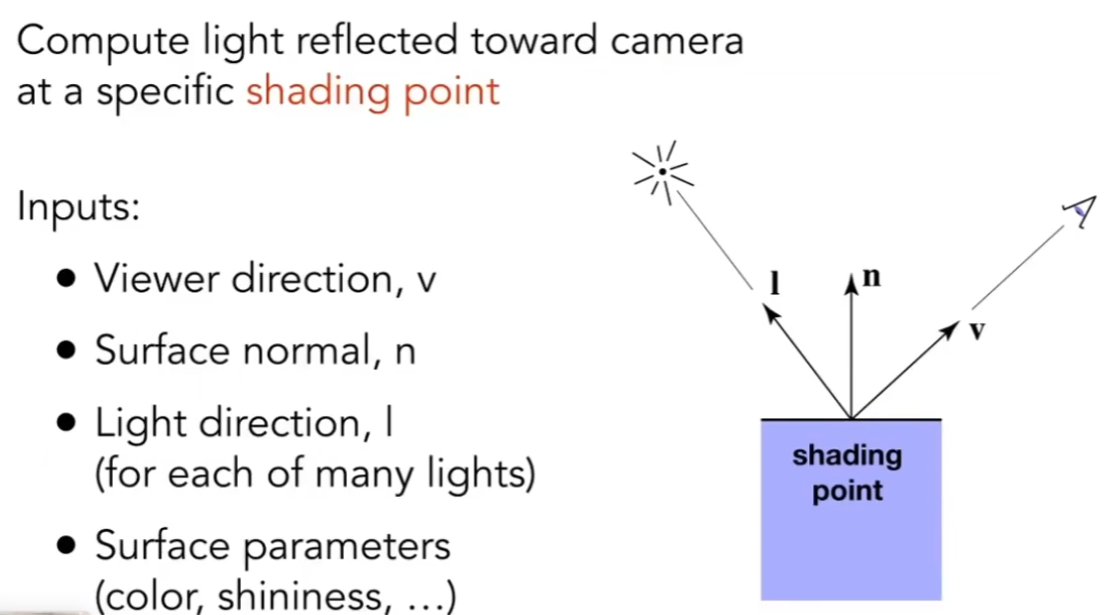 Compute light reflected toward camera
at a specific shading point
Inputs:
● Viewer direction, v
● Surface normal, n
● Light direction, l
(for each of many lights)
● Surface parameters
(color, shininess, …)
l
n
v
shading
point